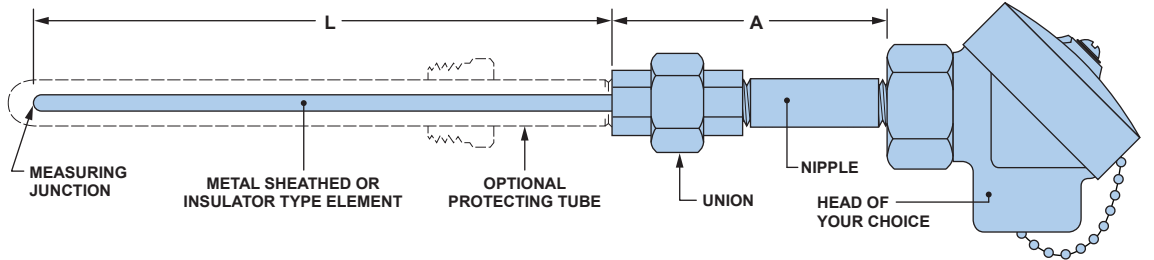 L
A
MEASURING
JUNCTION
METAL SHEATHED OR
INSULATOR TYPE ELEMENT
OPTIONAL
PROTECTING TUBE
UNION
NIPPLE
HEAD OF
YOUR CHOICE